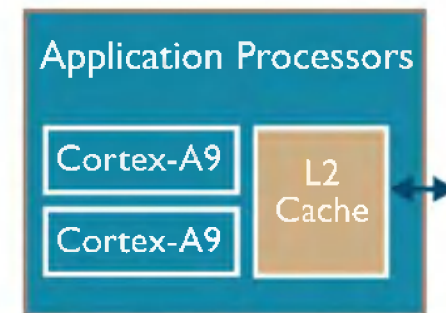 Application Processors
Cortex-A9
Cortex-A9
L2
Cache